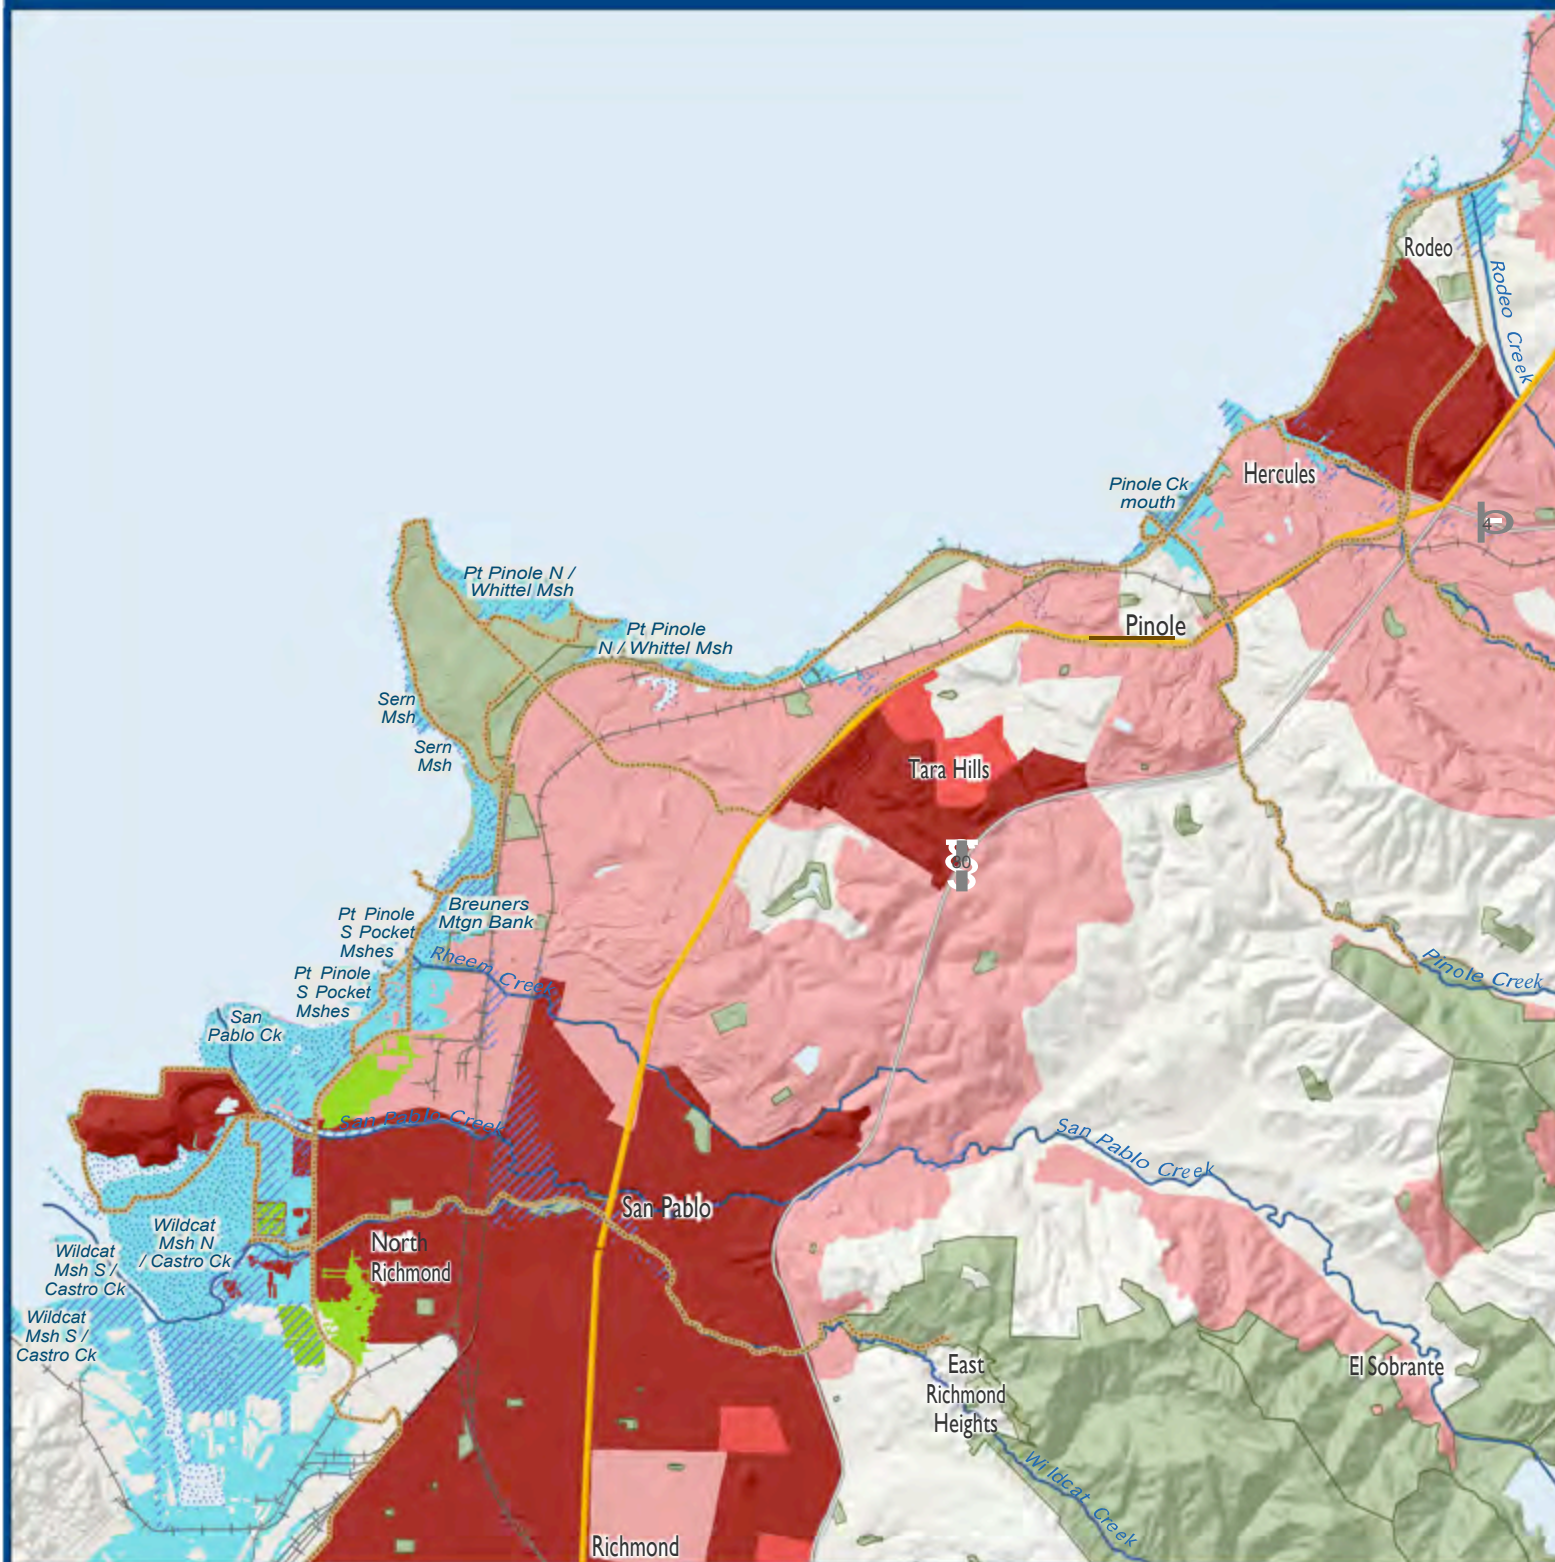 Rodeo
Rodeo Creek
Hercules
Pinole Ck
mouth
4
Pt Pinole N /
Whittel Msh
Pt Pinole
N / Whittel Msh
Pinole
Sern
Msh
Sern
Msh
Tara Hills
80
Breuners
Mtgn Bank
Pt Pinole
S Pocket
Mshes
Rheem Creek
Pinole Creek
Pt Pinole
S Pocket
Mshes
San
Pablo Ck
San Pablo Creek
San Pablo Creek
San Pablo
Wildcat
Msh N
/ Castro Ck
North
Richmond
Wildcat
Msh S /
Castro Ck
Wildcat
Msh S /
Castro Ck
East
Richmond
Heights
El Sobrante
Wildcat Creek
Richmond